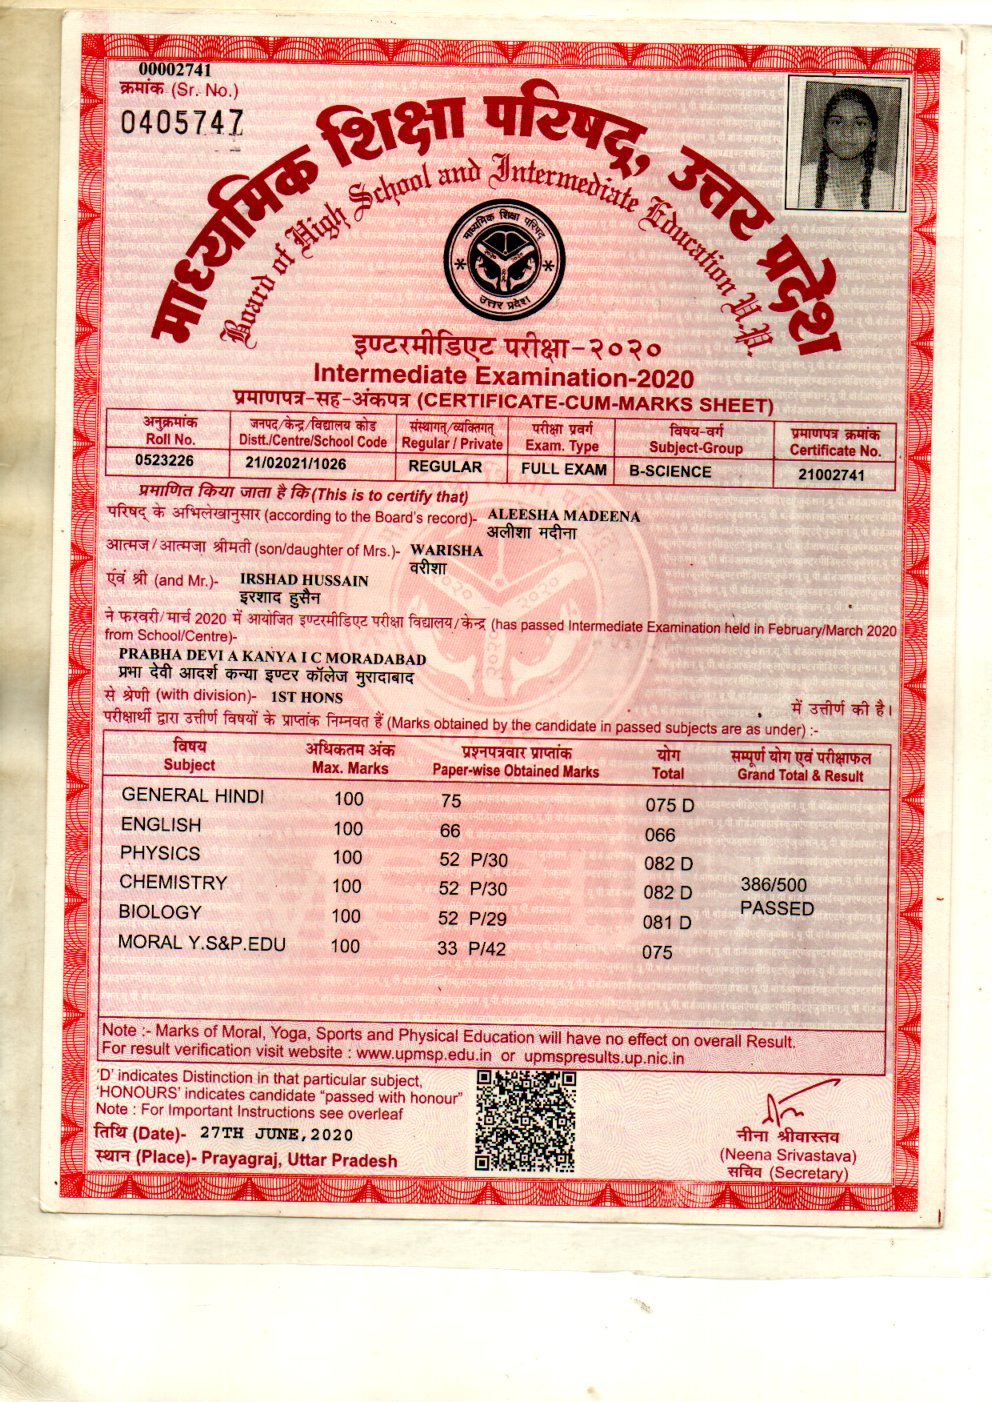 00002741
क्रमांक (Sr. No.)
0405747
माध्यमिक शिक्षा परिषद्, उत्तर प्रदेश
Board of High School and Intermediate Education U.P.
माध्यमिक शिक्षा परिषद
उत्तर प्रदेश
इण्टरमीडिएट परीक्षा-२०२०
Intermediate Examination-2020
प्रमाणपत्र-सह-अंकपत्र (CERTIFICATE-CUM-MARKS SHEET)
अनुक्रमांक जनपद/केन्द्र/विद्यालय कोड संस्थागत्/व्यक्तिगत् परीक्षा प्रवर्ग विषय-वर्ग प्रमाणपत्र क्रमांक
Roll No. Distt./Centre/School Code Regular / Private Exam. Type Subject-Group Certificate No.
0523226 21/02021/1026 REGULAR FULL EXAM B-SCIENCE 21002741
प्रमाणित किया जाता है कि (This is to certify that)
परिषद् के अभिलेखानुसार (according to the Board's record)- ALEESHA MADEENA
अलीशा मदीना
आत्मज/आत्मजा श्रीमती (son/daughter of Mrs.)- WARISHA
वरीशा
एवं श्री (and Mr.)- IRSHAD HUSSAIN
इरशाद हुसैन
ने फरवरी/मार्च 2020 में आयोजित इण्टरमीडिएट परीक्षा विद्यालय/केन्द्र (has passed Intermediate Examination held in February/March 2020
from School/Centre)-
PRABHA DEVI A KANYA I C MORADABAD
प्रभा देवी आदर्श कन्या इण्टर कॉलेज मुरादाबाद
से श्रेणी (with division)- 1ST HONS में उत्तीर्ण की है।
परीक्षार्थी द्वारा उत्तीर्ण विषयों के प्राप्तांक निम्नवत हैं (Marks obtained by the candidate in passed subjects are as under) :-
विषय अधिकतम अंक प्रश्नपत्रवार प्राप्तांक योग सम्पूर्ण योग एवं परीक्षाफल
Subject Max. Marks Paper-wise Obtained Marks Total Grand Total & Result
GENERAL HINDI 100 75 075 D
ENGLISH 100 66 066
PHYSICS 100 52 P/30 082 D
CHEMISTRY 100 52 P/30 082 D 386/500
BIOLOGY 100 52 P/29 081 D PASSED
MORAL Y.S&P.EDU 100 33 P/42 075
Note :- Marks of Moral, Yoga, Sports and Physical Education will have no effect on overall Result.
For result verification visit website : www.upmsp.edu.in or upmspresults.up.nic.in
'D' indicates Distinction in that particular subject,
'HONOURS' indicates candidate "passed with honour"
Note : For Important Instructions see overleaf
तिथि (Date)- 27TH JUNE,2020
स्थान (Place)- Prayagraj, Uttar Pradesh
नीना श्रीवास्तव
(Neena Srivastava)
सचिव (Secretary)